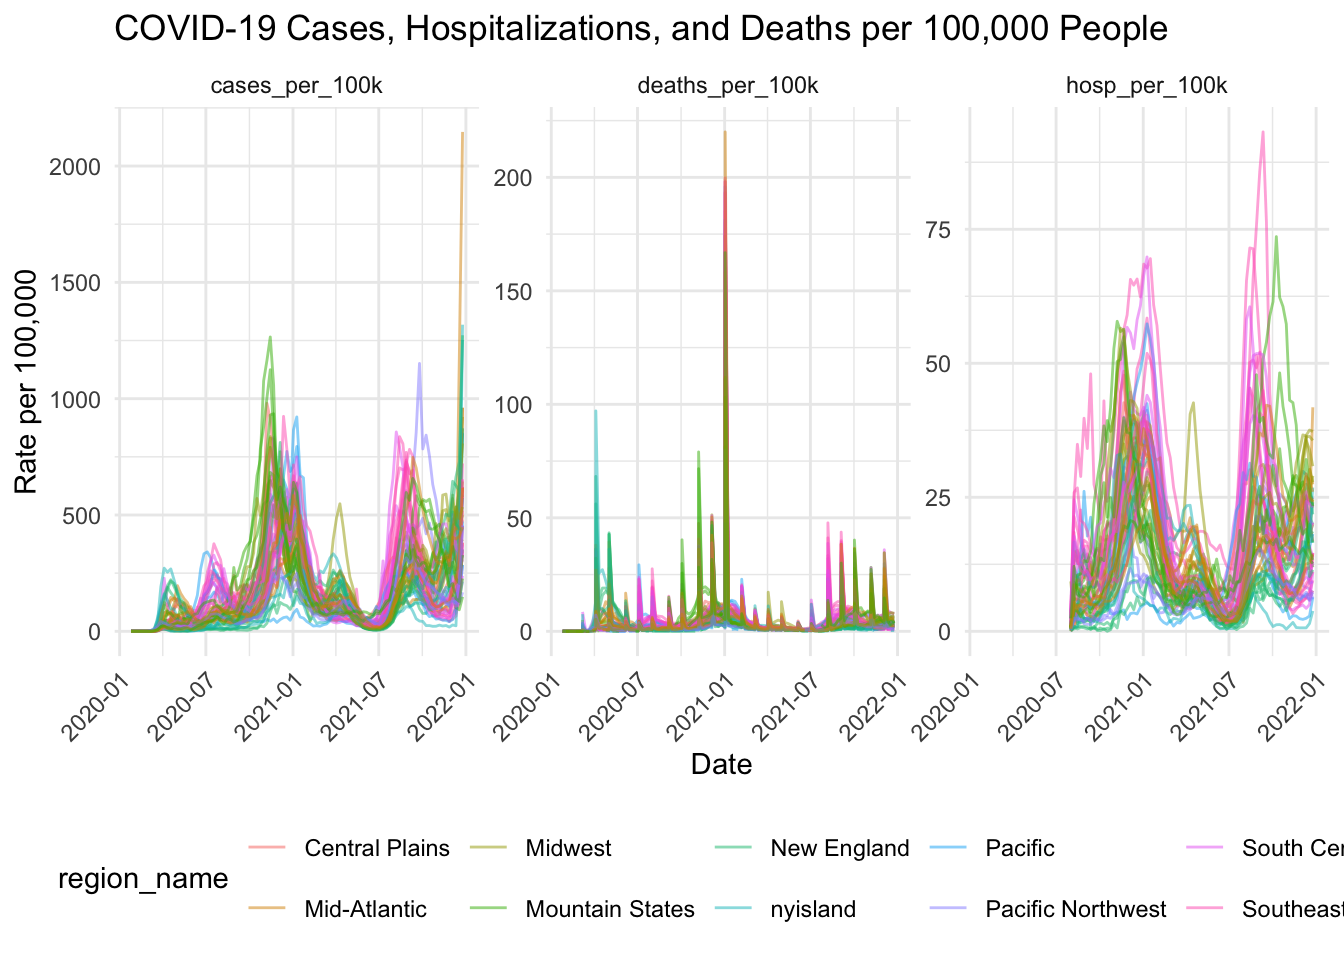 COVID-19 Cases, Hospitalizations, and Deaths per 100,000 People
cases_per_100k
deaths_per_100k
hosp_per_100k
Rate per 100,000
2000
1500
1000
500
0
200
150
100
50
0
75
50
25
0
2020-01
2020-07
2021-01
2021-07
2022-01
2020-01
2020-07
2021-01
2021-07
2022-01
2020-01
2020-07
2021-01
2021-07
2022-01
Date
region_name
Central Plains
Midwest
New England
Pacific
South Cen
Mid-Atlantic
Mountain States
nyisland
Pacific Northwest
Southeast